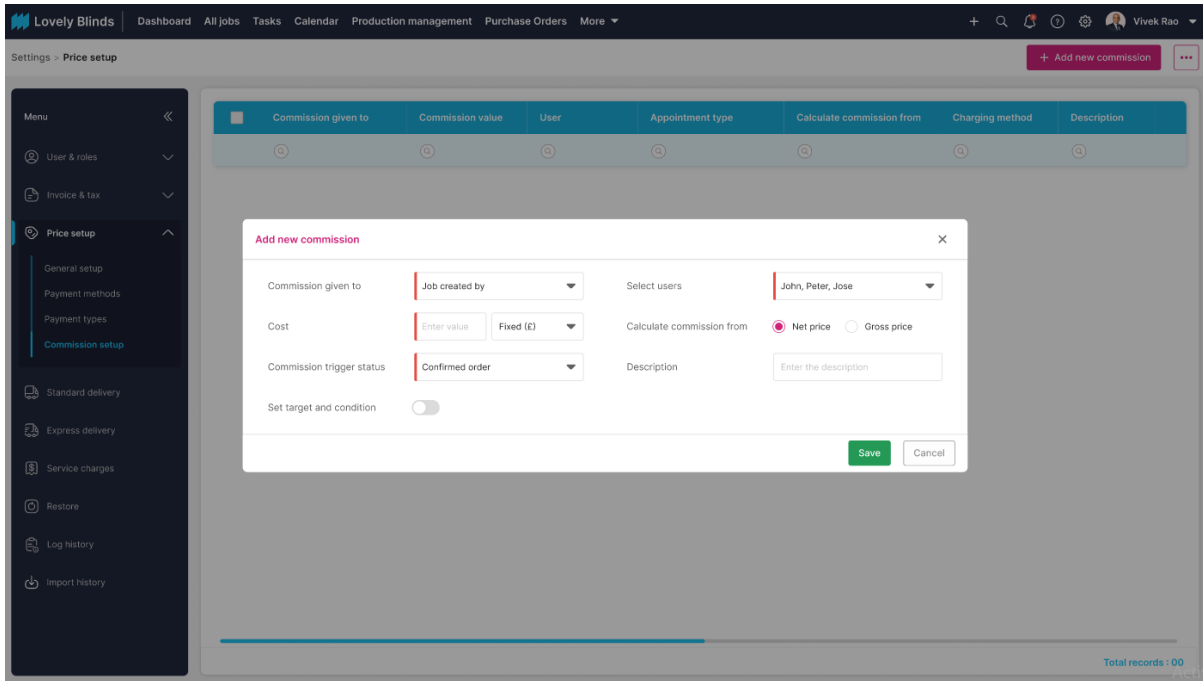 Lovely Blinds Dashboard All jobs Tasks Calendar Production management Purchase Orders More Vivek Rao
Settings > Price setup + Add new commission
Menu
User & roles
Invoice & tax
Price setup
General setup
Payment methods
Payment types
Commission setup
Standard delivery
Express delivery
Service charges
Restore
Log history
Import history
Commission given to Commission value User Appointment type Calculate commission from Charging method Description
Add new commission
Commission given to Job created by Select users John, Peter, Jose
Cost Enter value Fixed (£) Calculate commission from Net price Gross price
Commission trigger status Confirmed order Description Enter the description
Set target and condition
Save Cancel
Total records : 00